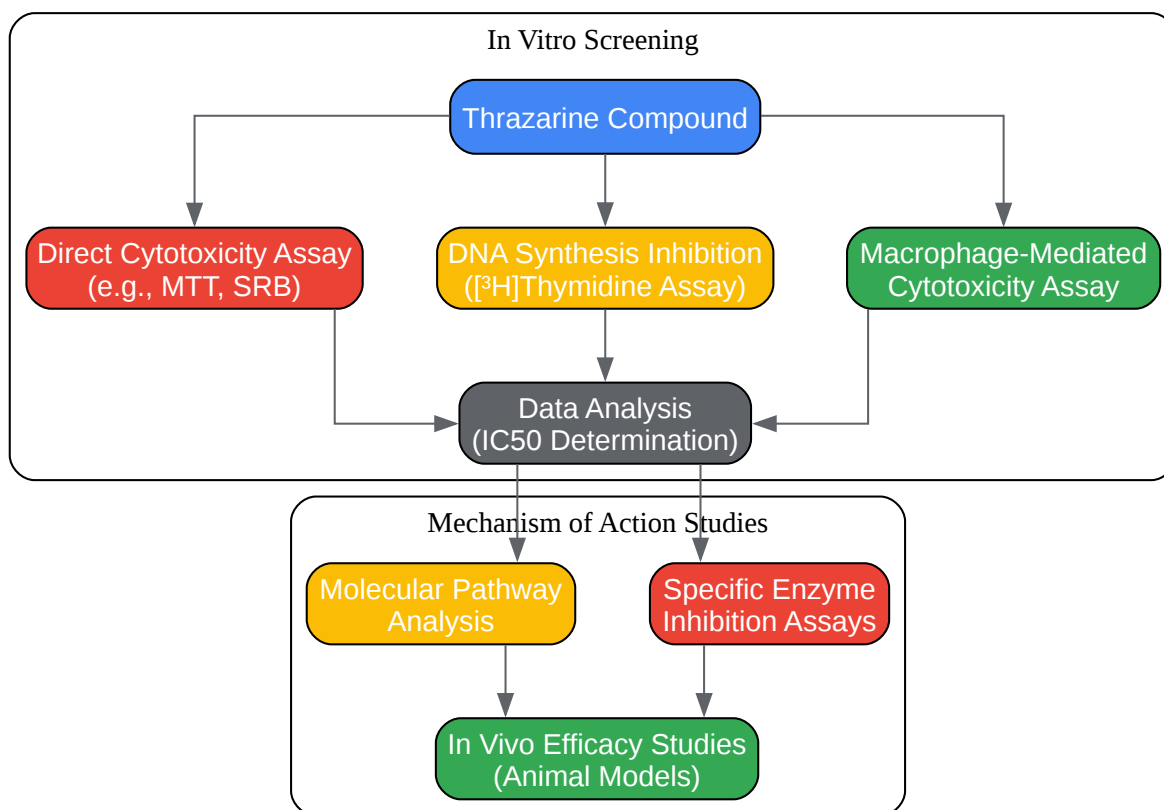 In Vitro Screening
Thrazarine Compound
Direct Cytotoxicity Assay
(e.g., MTT, SRB)
DNA Synthesis Inhibition
([³H]Thymidine Assay)
Macrophage-Mediated
Cytotoxicity Assay
Data Analysis
(IC50 Determination)
Mechanism of Action Studies
Molecular Pathway
Analysis
Specific Enzyme
Inhibition Assays
In Vivo Efficacy Studies
(Animal Models)